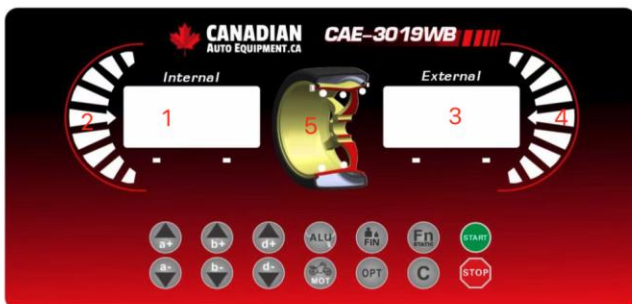 CANADIAN CAE-3019WB
AUTO EQUIPMENT.CA
Internal External
2 1 5 3 4
a+ b+ d+ ALU FIN Fn START
STATIC
a- b- d- MOT OPT C STOP